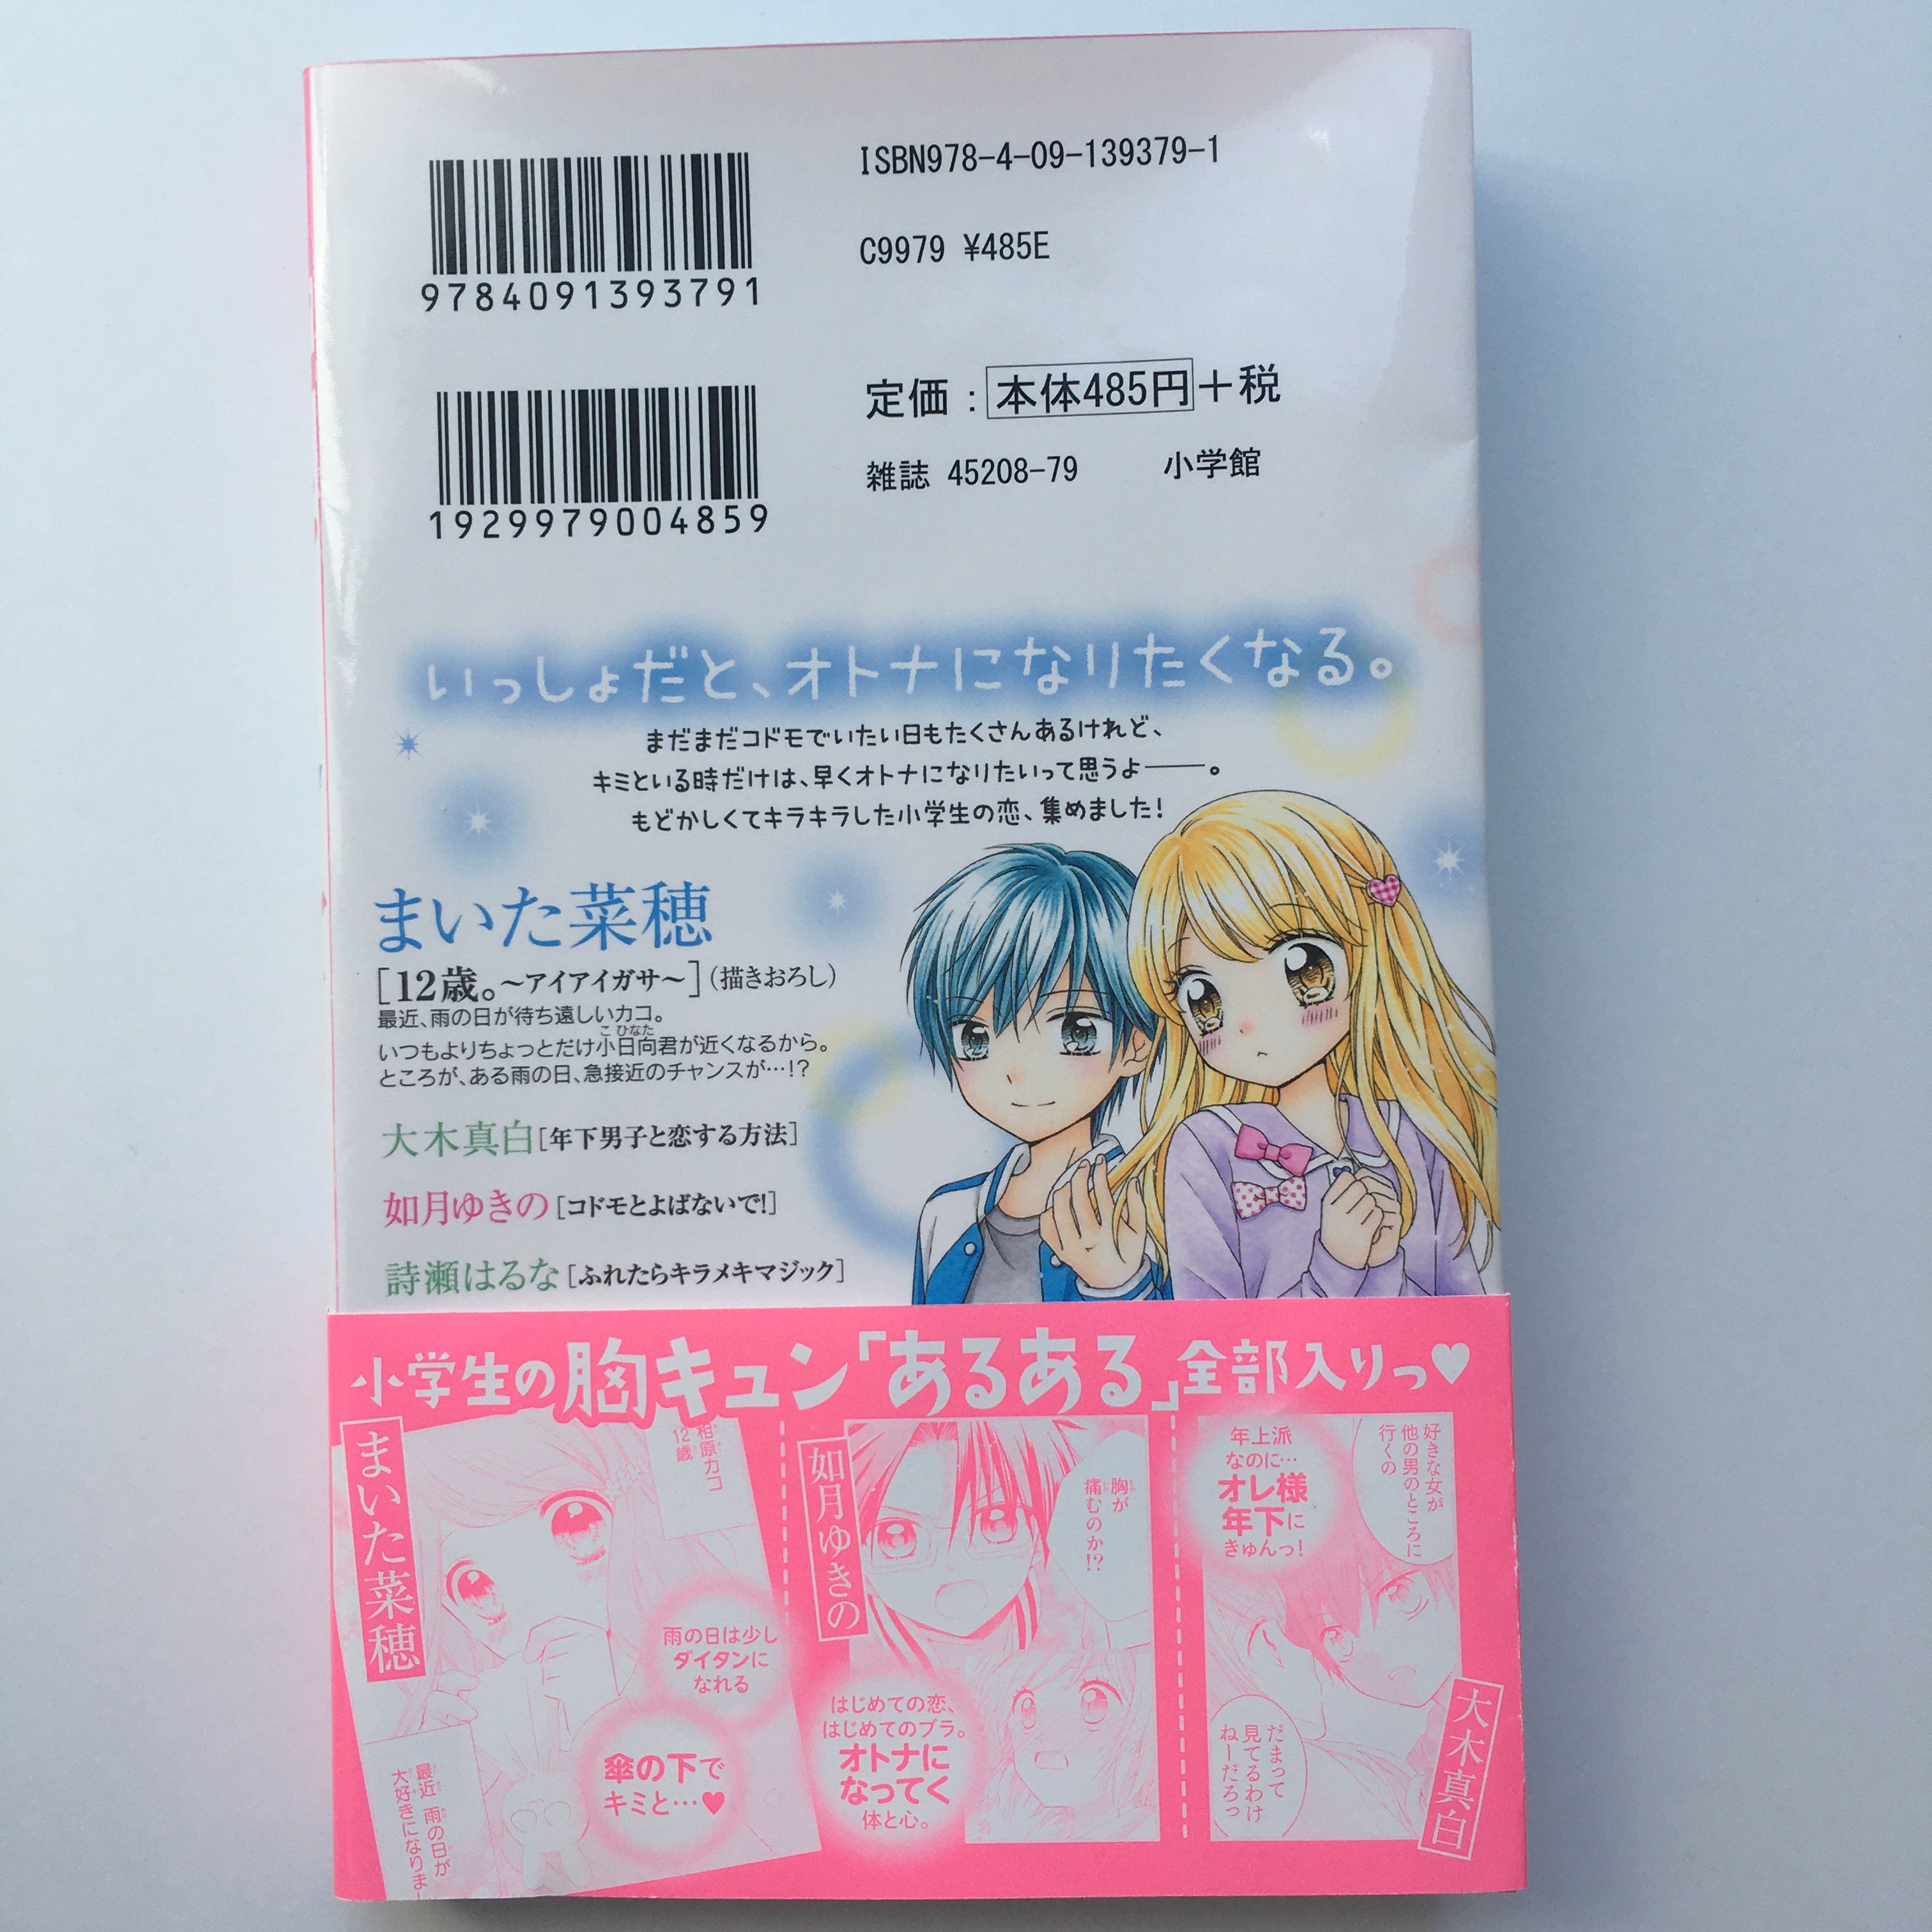 ISBN978-4-09-139379-1
9784091393791
C9979 ¥485E
定価：本体485円＋税
1929979004859
雑誌 45208-79 小学館
いっしょだと、オトナになりたくなる。
まだまだコドモでいたい日もたくさんあるけれど、
キミといる時だけは、早くオトナになりたいって思うよ――。
もどかしくてキラキラした小学生の恋、集めました！
まいた菜穂
［12歳。～アイアイガサ～］（描きおろし）
最近、雨の日が待ち遠しいカコ。
こ ひなた
いつもよりちょっとだけ小日向君が近くなるから。
ところが、ある雨の日、急接近のチャンスが…！？
大木真白［年下男子と恋する方法］
如月ゆきの［コドモとよばないで！］
詩瀬はるな［ふれたらキラメキマジック］
小学生の胸キュン「あるある」全部入りっ♥
まいた菜穂
相原カコ
12歳
雨の日は少し
ダイタンに
なれる
傘の下で
キミと…♥
最近 雨の日が
大好きになりまー
如月ゆきの
胸が
痛むのか！？
はじめての恋、
はじめてのブラ。
オトナに
なってく
体と心。
好きな女が
他の男のところに
行くの
年上派
なのに…
オレ様
年下に
きゅんっ！
だまって
見てるわけ
ねーだろっ
大木真白